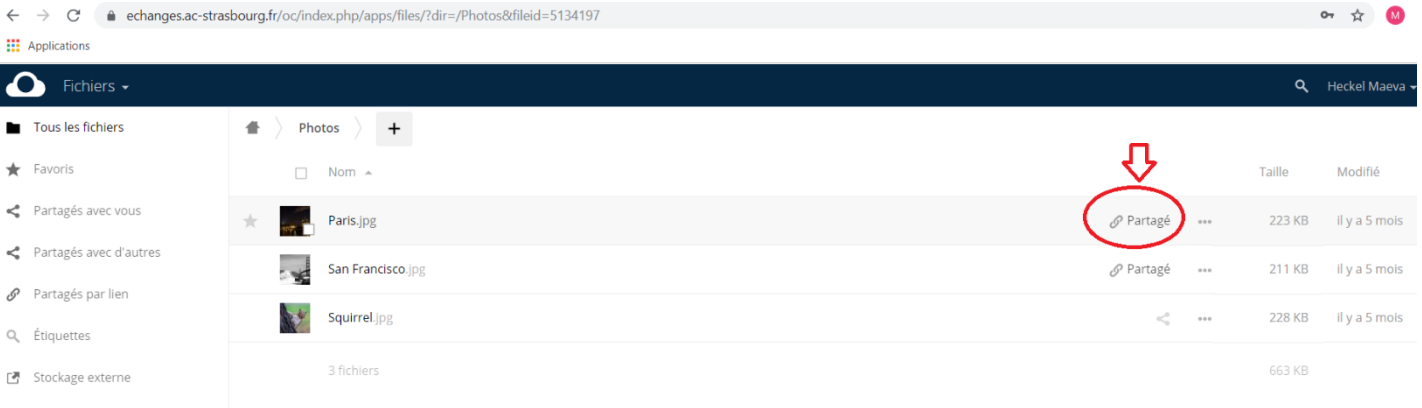 echanges.ac-strasbourg.fr/oc/index.php/apps/files/?dir=/Photos&fileid=5134197
M
Applications
Fichiers
Heckel Maeva
Tous les fichiers
Photos
+
Favoris
Nom
Taille
Modifié
Partagés avec vous
Paris.jpg
Partagé
223 KB
il y a 5 mois
Partagés avec d'autres
San Francisco.jpg
Partagé
211 KB
il y a 5 mois
Partagés par lien
Squirrel.jpg
228 KB
il y a 5 mois
Étiquettes
3 fichiers
663 KB
Stockage externe